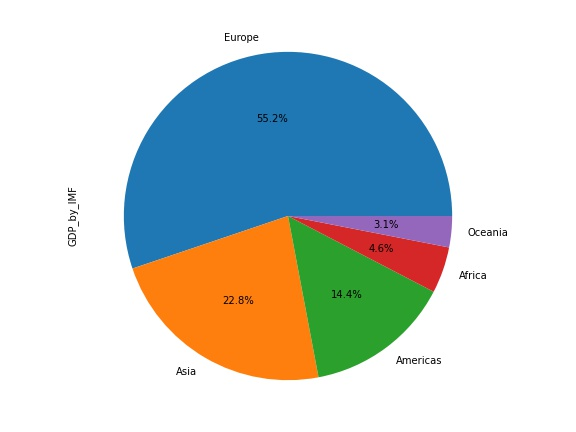 Europe
55.2%
GDP_by_IMF
3.1%
Oceania
4.6%
Africa
22.8%
14.4%
Americas
Asia